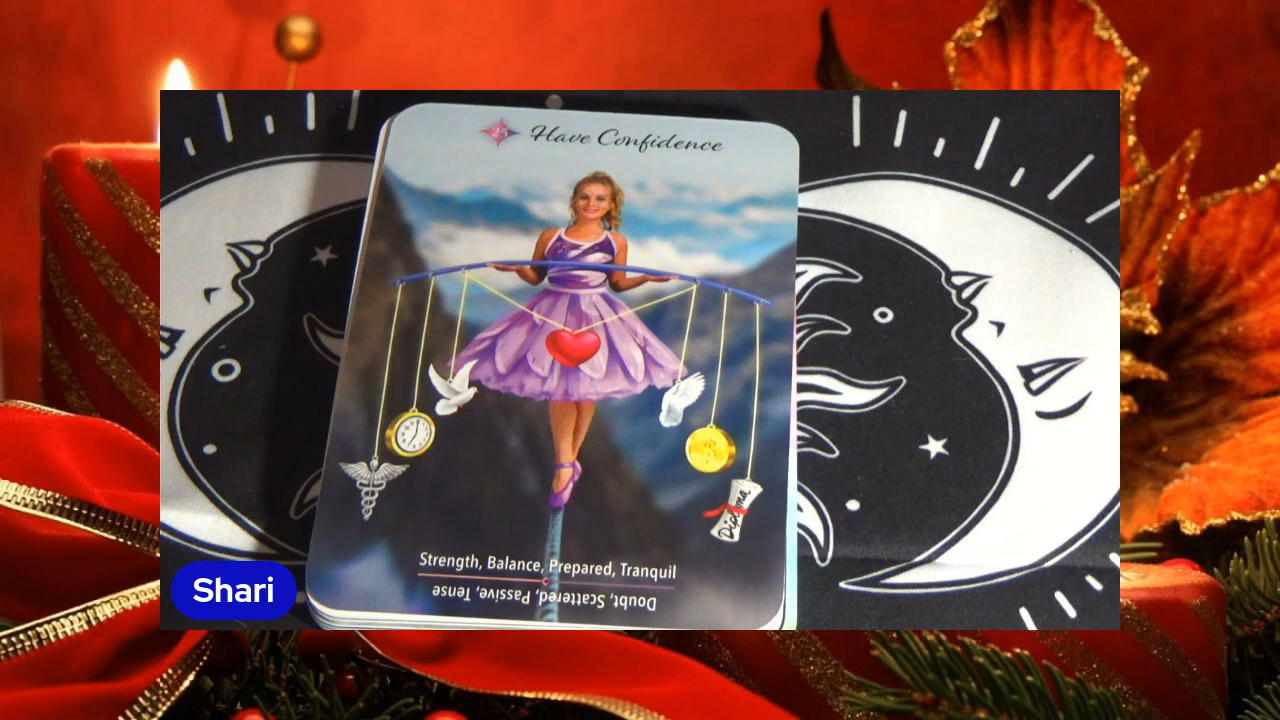 25 Have Confidence
Strength, Balance, Prepared, Tranquil
Doubt, Scattered, Passive, Tense
Diploma
Shari